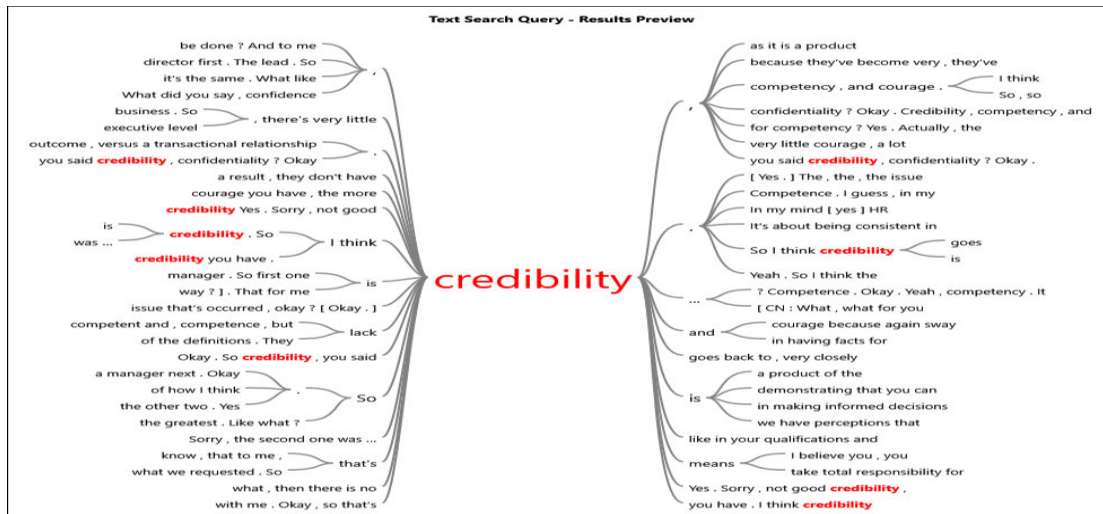 Text Search Query – Results Preview
be done ? And to me
director first . The lead . So
it's the same . What like
What did you say , confidence
,
business . So
executive level
, there's very little
outcome , versus a transactional relationship
you said credibility , confidentiality ? Okay
.
a result , they don't have
courage you have , the more
credibility Yes . Sorry , not good
is
was ...
credibility . So
credibility you have .
I think
manager . So first one
way ? ] . That for me
is
issue that's occurred , okay ? [ Okay . ]
competent and , competence , but
of the definitions . They
lack
Okay . So credibility , you said
a manager next . Okay
of how I think
the other two . Yes
.
the greatest . Like what ?
So
Sorry , the second one was ...
know , that to me ,
what we requested . So
that's
what , then there is no
with me . Okay , so that's
credibility
,
as it is a product
because they've become very , they've
competency , and courage .
I think
So , so
confidentiality ? Okay . Credibility , competency , and
for competency ? Yes . Actually , the
very little courage , a lot
you said credibility , confidentiality ? Okay .
.
[ Yes . ] The , the , the issue
Competence . I guess , in my
In my mind [ yes ] HR
It's about being consistent in
So I think credibility
goes
is
Yeah . So I think the
...
? Competence . Okay . Yeah , competency . It
[ CN : What , what for you
and
courage because again sway
in having facts for
goes back to , very closely
is
a product of the
demonstrating that you can
in making informed decisions
we have perceptions that
like in your qualifications and
means
I believe you , you
take total responsibility for
Yes . Sorry , not good credibility ,
you have . I think credibility